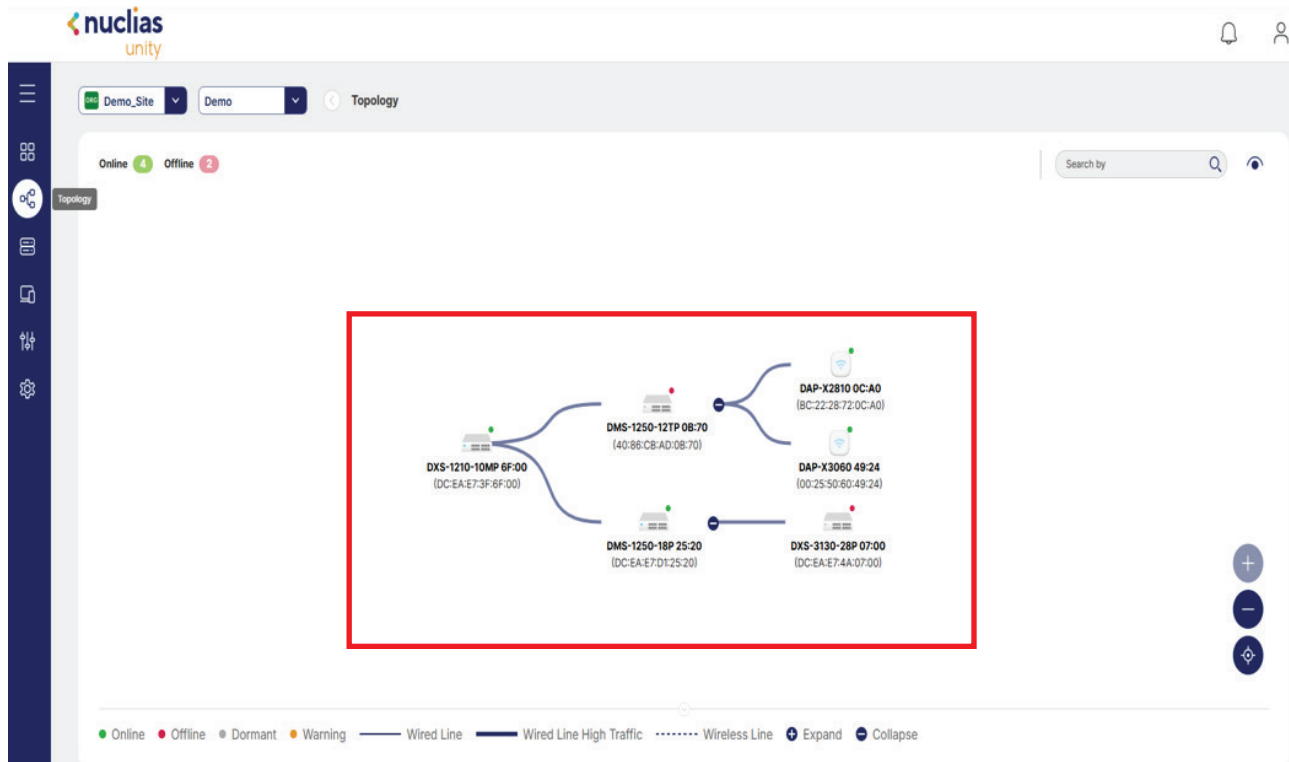 nuclias
unity
ORG Demo_Site Demo Topology
Online 4 Offline 2 Search by
Topology
DAP-X2810 0C:A0
(BC:22:28:72:0C:A0)
DMS-1250-12TP 0B:70
(40:86:CB:AD:0B:70)
DXS-1210-10MP 6F:00
(DC:EA:E7:3F:6F:00)
DAP-X3060 49:24
(00:25:50:60:49:24)
DMS-1250-18P 25:20
(DC:EA:E7:D1:25:20)
DXS-3130-28P 07:00
(DC:EA:E7:4A:07:00)
Online Offline Dormant Warning Wired Line Wired Line High Traffic Wireless Line Expand Collapse